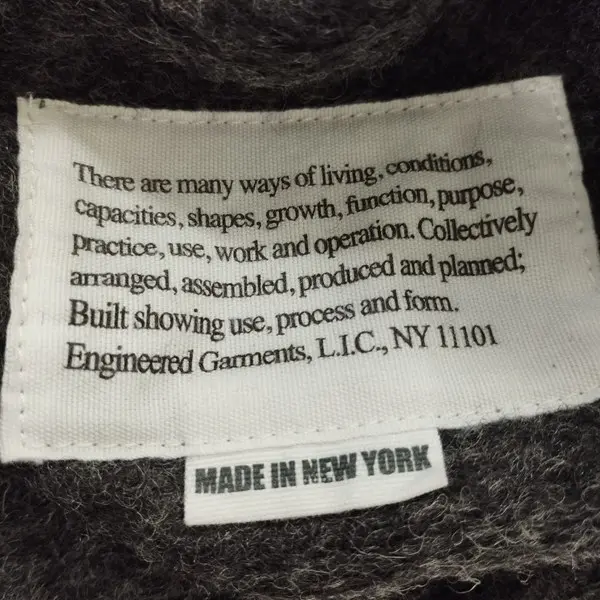 There are many ways of living, conditions,
capacities, shapes, growth, function, purpose,
practice, use, work and operation. Collectively
arranged, assembled, produced and planned;
Built showing use, process and form.
Engineered Garments, L.I.C., NY 11101
MADE IN NEW YORK